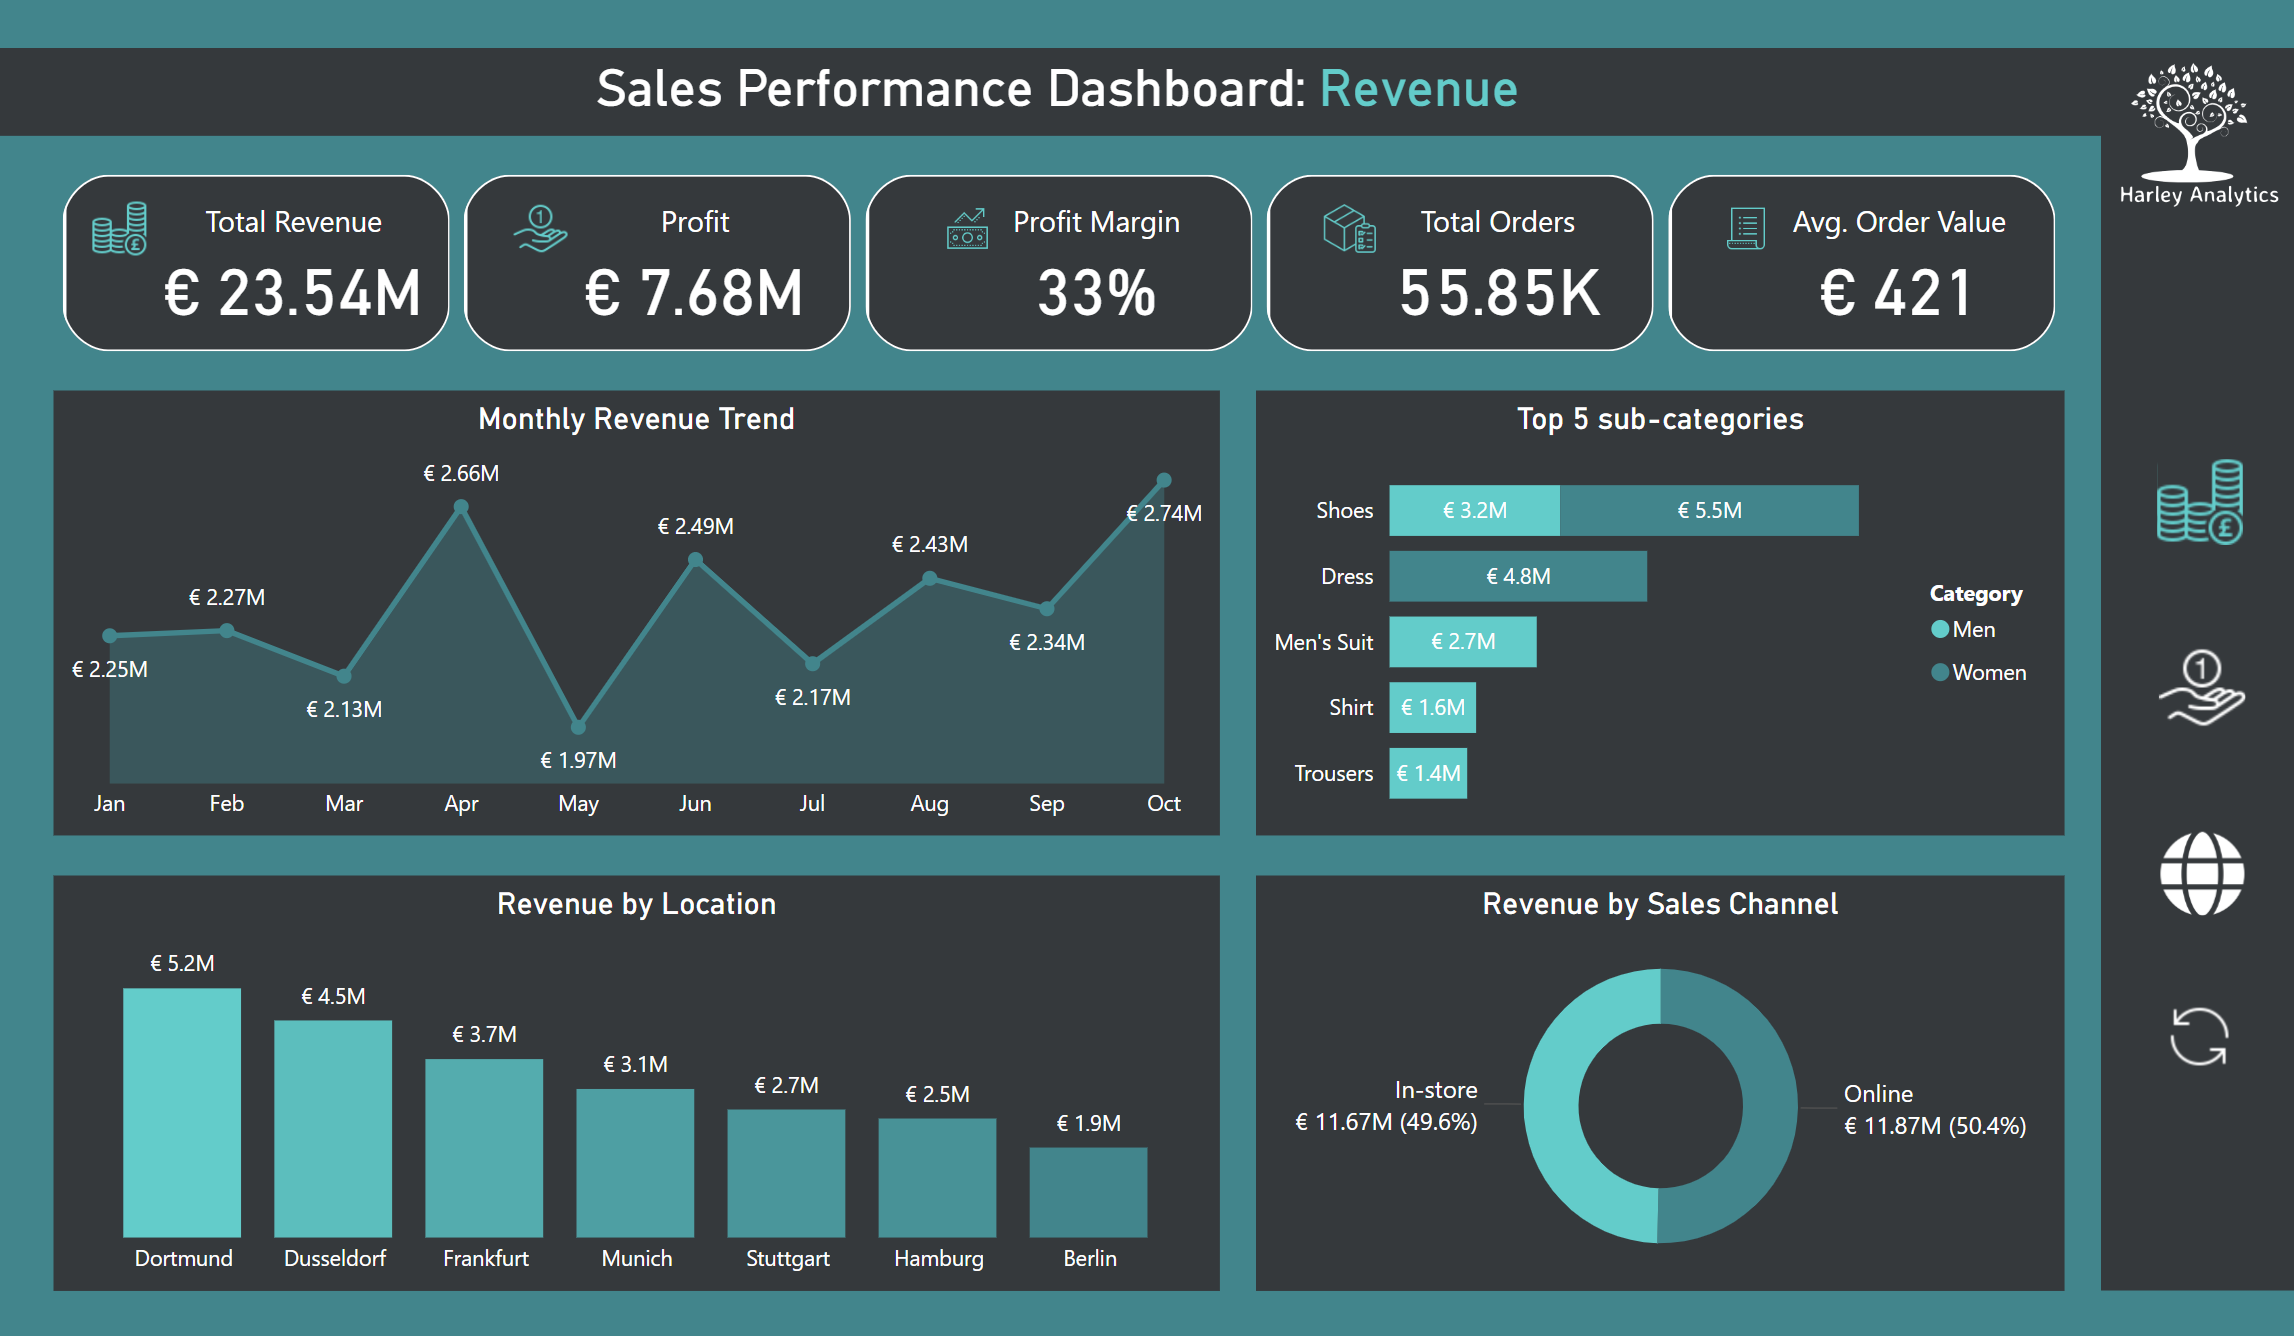 Sales Performance Dashboard: Revenue
Harley Analytics
Total Revenue
€ 23.54M
Profit
€ 7.68M
Profit Margin
33%
Total Orders
55.85K
Avg. Order Value
€ 421
Monthly Revenue Trend
€ 2.25M
€ 2.27M
€ 2.13M
€ 2.66M
€ 1.97M
€ 2.49M
€ 2.17M
€ 2.43M
€ 2.34M
€ 2.74M
Jan Feb Mar Apr May Jun Jul Aug Sep Oct
Top 5 sub-categories
Shoes € 3.2M € 5.5M
Dress € 4.8M
Men's Suit € 2.7M
Shirt € 1.6M
Trousers € 1.4M
Category
Men
Women
Revenue by Location
€ 5.2M
€ 4.5M
€ 3.7M
€ 3.1M
€ 2.7M
€ 2.5M
€ 1.9M
Dortmund Dusseldorf Frankfurt Munich Stuttgart Hamburg Berlin
Revenue by Sales Channel
In-store
€ 11.67M (49.6%)
Online
€ 11.87M (50.4%)